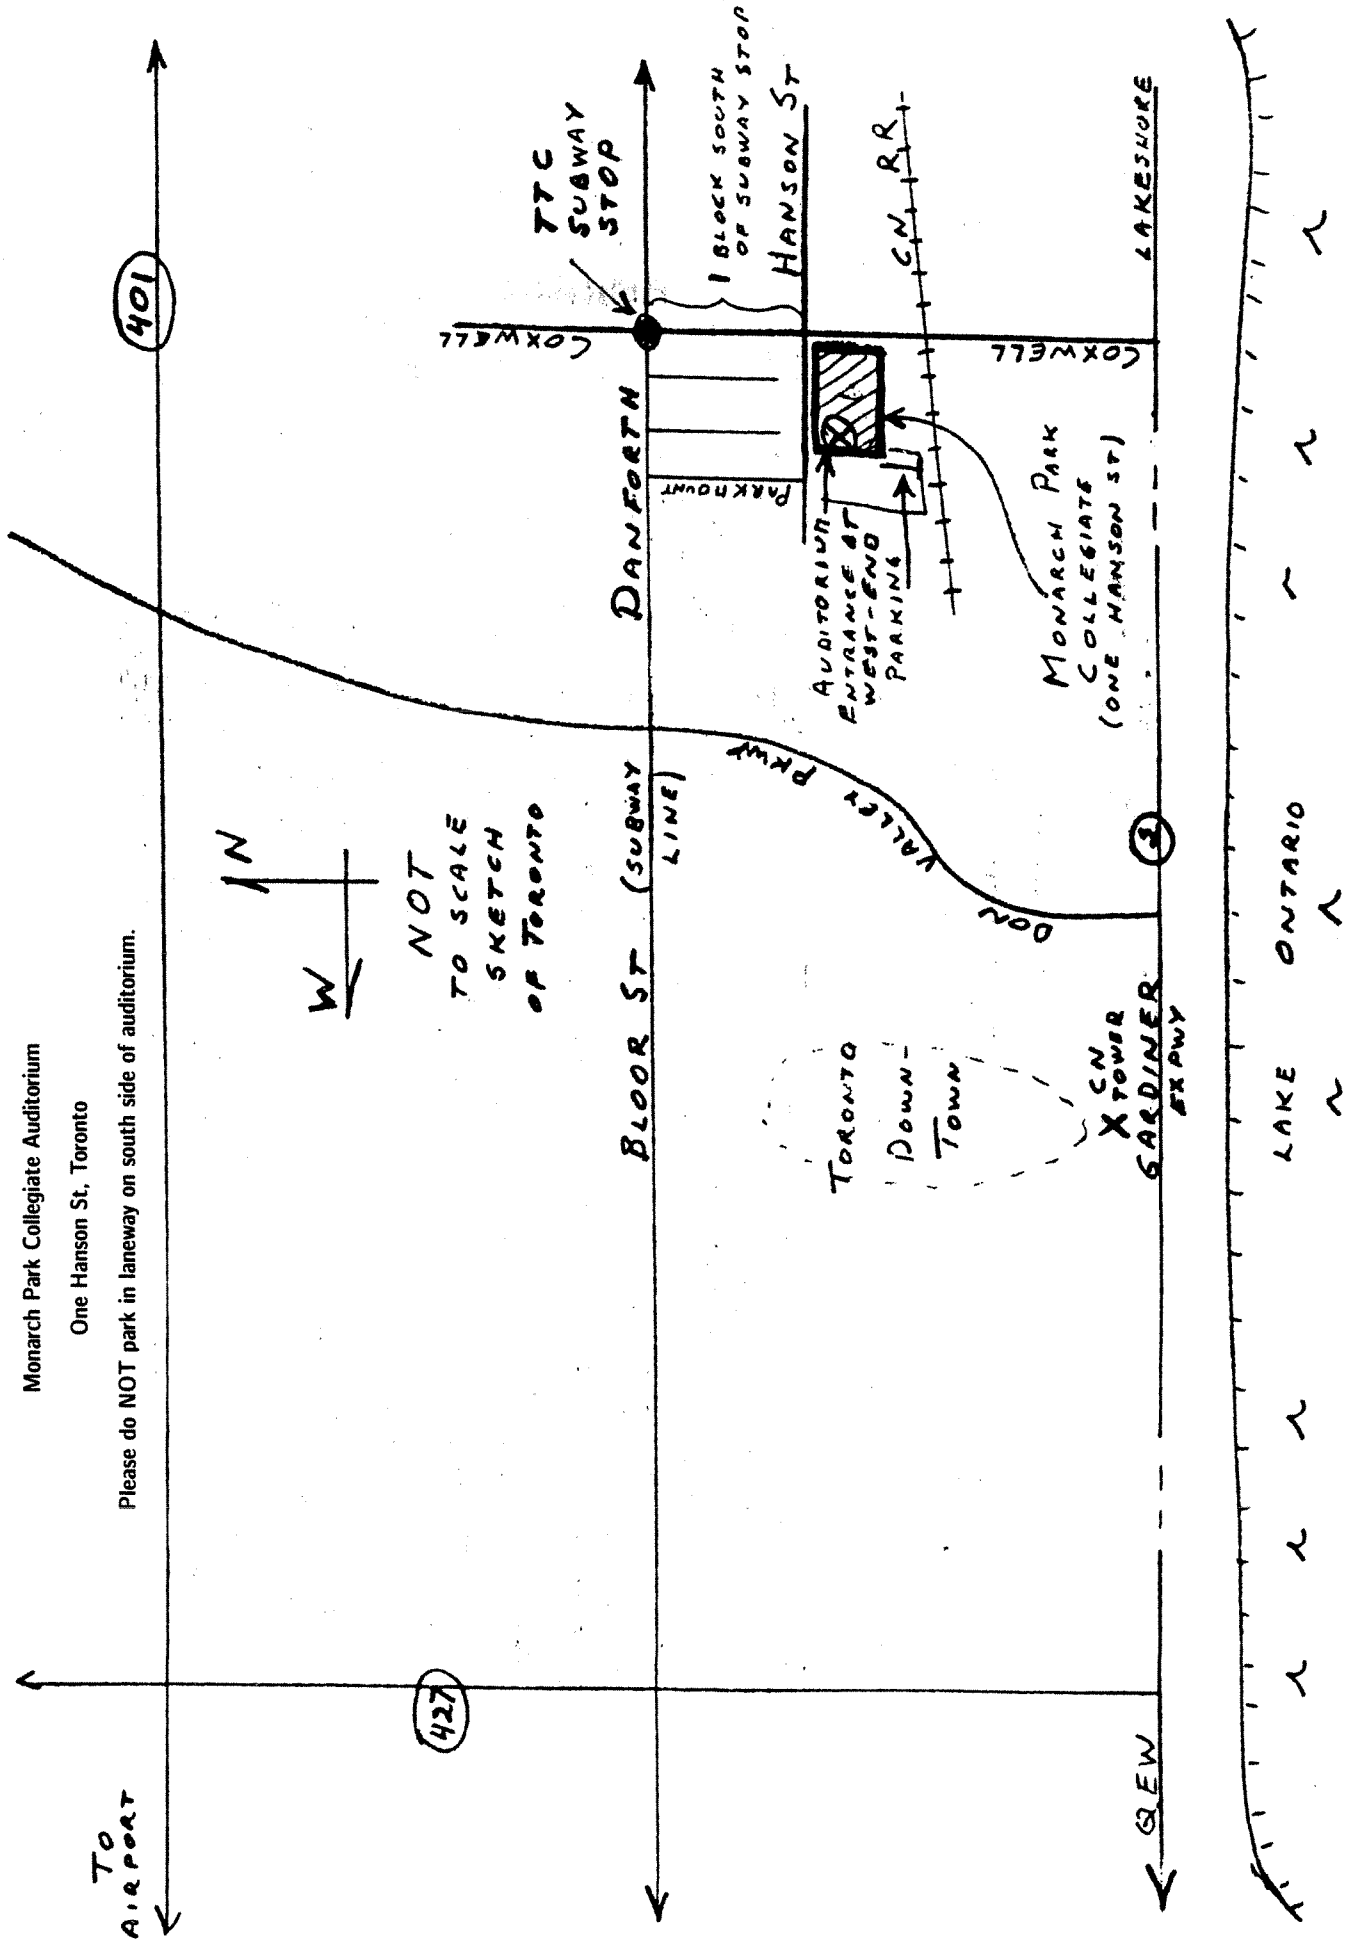 Monarch Park Collegiate Auditorium
One Hanson St, Toronto
Please do NOT park in laneway on south side of auditorium.
TO
AIRPORT
401
427
N
W
NOT
TO SCALE
SKETCH
OF TORONTO
TTC
SUBWAY
STOP
COXWELL
BLOOR ST
(SUBWAY
LINE)
DANFORTH
1 BLOCK SOUTH
OF SUBWAY STOP
HANSON ST
PARKMOUNT
C N R R
AUDITORIUM
ENTRANCE AT
WEST-END
PARKING
DON VALLEY PKWY
TORONTO
DOWN-
TOWN
MONARCH PARK
COLLEGIATE
(ONE HANSON ST)
COXWELL
X CN
TOWER
QEW
GARDINER
EXPWY
LAKESHORE
LAKE ONTARIO